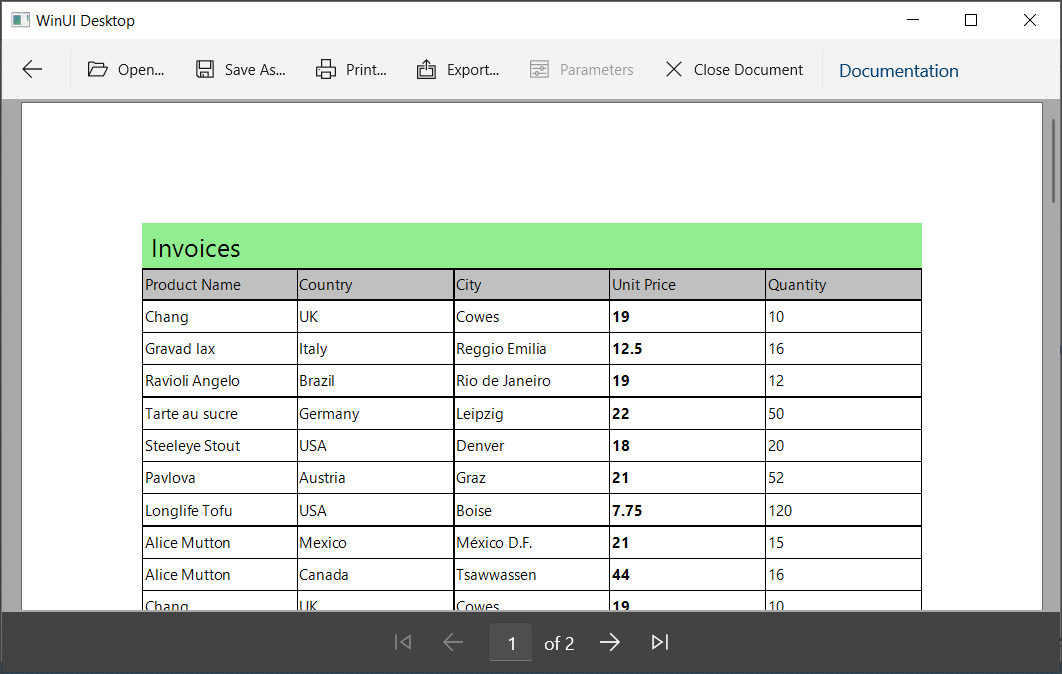 WinUI Desktop
Open... Save As... Print... Export... Parameters Close Document Documentation
Invoices
Product Name Country City Unit Price Quantity
Chang UK Cowes 19 10
Gravad lax Italy Reggio Emilia 12.5 16
Ravioli Angelo Brazil Rio de Janeiro 19 12
Tarte au sucre Germany Leipzig 22 50
Steeleye Stout USA Denver 18 20
Pavlova Austria Graz 21 52
Longlife Tofu USA Boise 7.75 120
Alice Mutton Mexico México D.F. 21 15
Alice Mutton Canada Tsawwassen 44 16
Chang UK Cowes 19 10
1 of 2